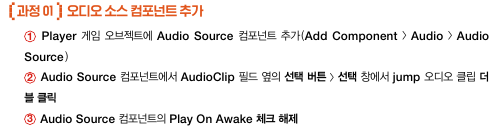 [과정 01] 오디오 소스 컴포넌트 추가
① Player 게임 오브젝트에 Audio Source 컴포넌트 추가(Add Component > Audio > Audio
Source)
② Audio Source 컴포넌트에서 AudioClip 필드 옆의 선택 버튼 > 선택 창에서 jump 오디오 클립 더
블 클릭
③ Audio Source 컴포넌트의 Play On Awake 체크 해제